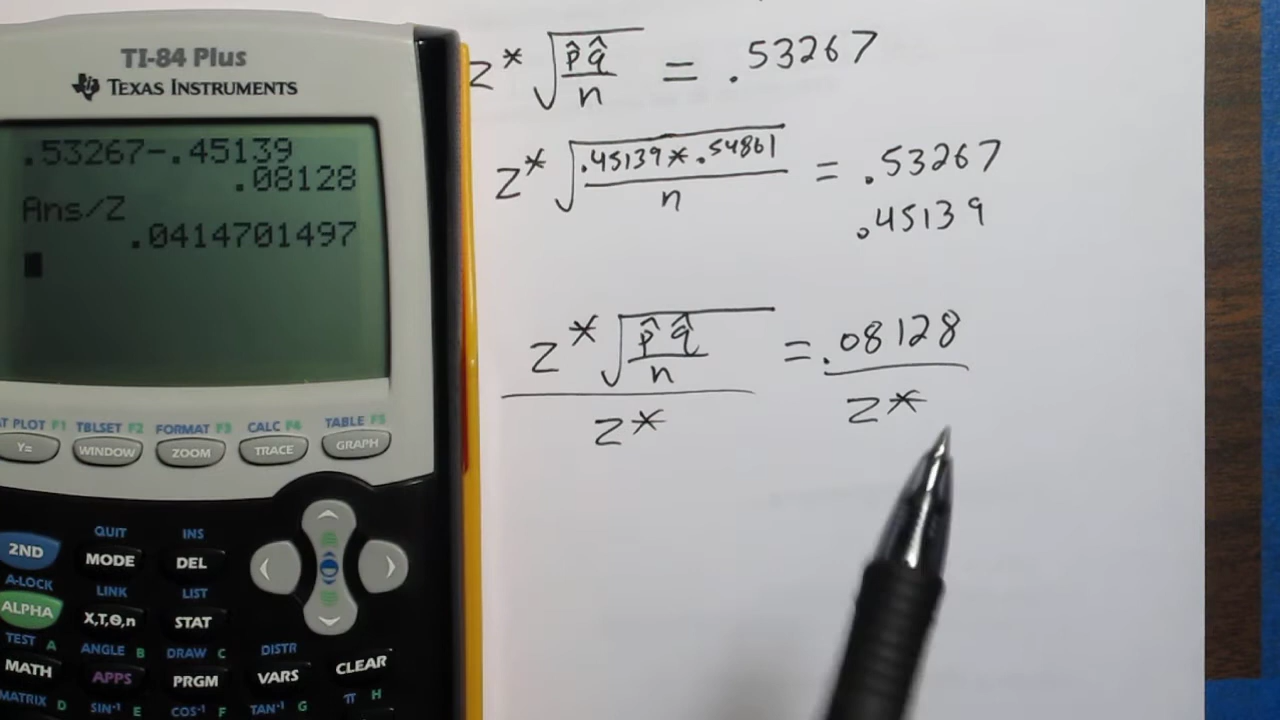 TI-84 Plus
TEXAS INSTRUMENTS
.53267-.45139
.08128
Ans/Z
.0414701497
AT PLOT F1 TBLSET F2 FORMAT F3 CALC F4 TABLE F5
Y= WINDOW ZOOM TRACE GRAPH
QUIT INS
2ND MODE DEL
A-LOCK LINK LIST
ALPHA X,T,Θ,n STAT
TEST A ANGLE B DRAW C DISTR
MATH APPS PRGM VARS CLEAR
MATRIX D SIN⁻¹ E COS⁻¹ F TAN⁻¹ G π H
z* √(p̂ q̂ / n) = .53267
z* √(.45139 * .54861 / n) = .53267
.45139
z* √(p̂ q̂ / n) = .08128
z* z*